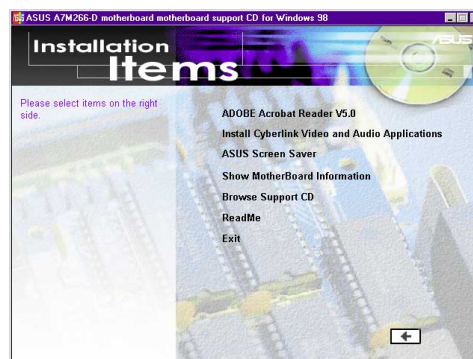 ASUS A7M266-D motherboard motherboard support CD for Windows 98
Installation
Items
/SUS
Please select items on the right
side.
ADOBE Acrobat Reader V5.0
Install Cyberlink Video and Audio Applications
ASUS Screen Saver
Show MotherBoard Information
Browse Support CD
ReadMe
Exit